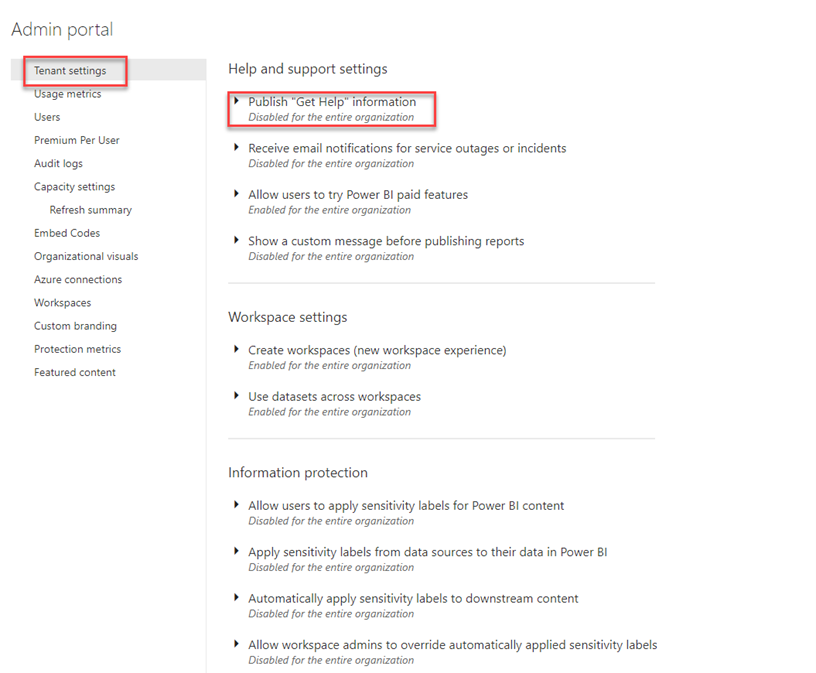 Admin portal
Tenant settings
Usage metrics
Users
Premium Per User
Audit logs
Capacity settings
Refresh summary
Embed Codes
Organizational visuals
Azure connections
Workspaces
Custom branding
Protection metrics
Featured content
Help and support settings
Publish "Get Help" information
Disabled for the entire organization
Receive email notifications for service outages or incidents
Disabled for the entire organization
Allow users to try Power BI paid features
Enabled for the entire organization
Show a custom message before publishing reports
Disabled for the entire organization
Workspace settings
Create workspaces (new workspace experience)
Enabled for the entire organization
Use datasets across workspaces
Enabled for the entire organization
Information protection
Allow users to apply sensitivity labels for Power BI content
Disabled for the entire organization
Apply sensitivity labels from data sources to their data in Power BI
Disabled for the entire organization
Automatically apply sensitivity labels to downstream content
Disabled for the entire organization
Allow workspace admins to override automatically applied sensitivity labels
Disabled for the entire organization